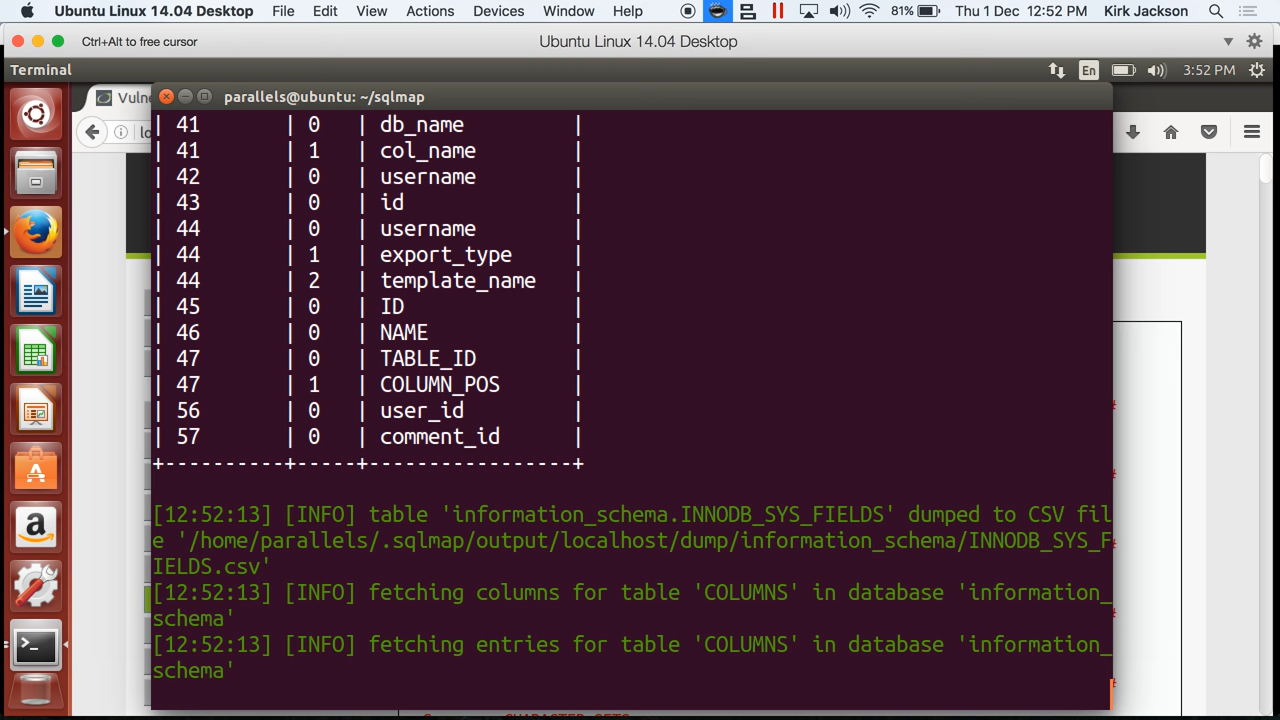 Ubuntu Linux 14.04 Desktop File Edit View Actions Devices Window Help 81% Thu 1 Dec 12:52 PM Kirk Jackson
Ctrl+Alt to free cursor Ubuntu Linux 14.04 Desktop
Terminal En 3:52 PM
Vulne parallels@ubuntu: ~/sqlmap
lo
| 41 | 0 | db_name |
| 41 | 1 | col_name |
| 42 | 0 | username |
| 43 | 0 | id |
| 44 | 0 | username |
| 44 | 1 | export_type |
| 44 | 2 | template_name |
| 45 | 0 | ID |
| 46 | 0 | NAME |
| 47 | 0 | TABLE_ID |
| 47 | 1 | COLUMN_POS |
| 56 | 0 | user_id |
| 57 | 0 | comment_id |
+----------+-----+-----------------+
[12:52:13] [INFO] table 'information_schema.INNODB_SYS_FIELDS' dumped to CSV fil
e '/home/parallels/.sqlmap/output/localhost/dump/information_schema/INNODB_SYS_F
IELDS.csv'
[12:52:13] [INFO] fetching columns for table 'COLUMNS' in database 'information_
schema'
[12:52:13] [INFO] fetching entries for table 'COLUMNS' in database 'information_
schema'